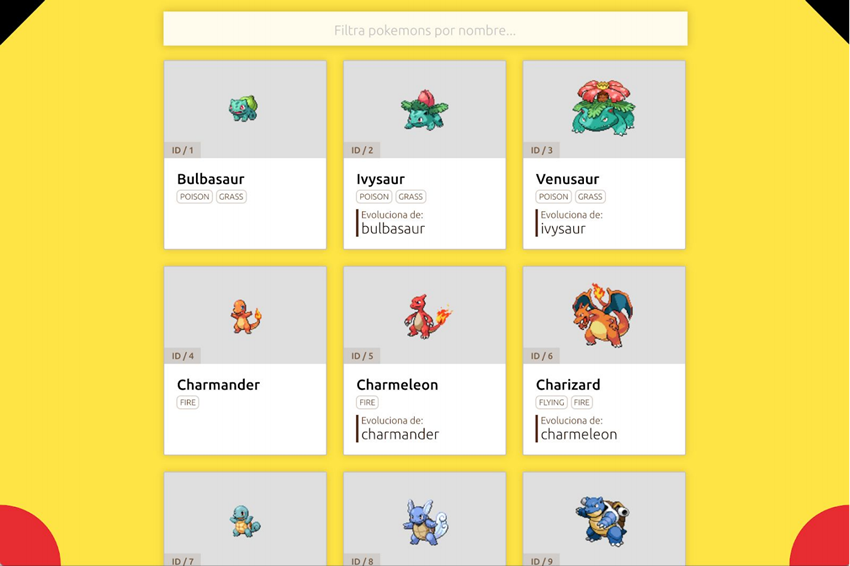 Filtra pokemons por nombre...
ID / 1
ID / 2
ID / 3
Bulbasaur
POISON GRASS
Ivysaur
POISON GRASS
Evoluciona de:
bulbasaur
Venusaur
POISON GRASS
Evoluciona de:
ivysaur
ID / 4
ID / 5
ID / 6
Charmander
FIRE
Charmeleon
FIRE
Evoluciona de:
charmander
Charizard
FLYING FIRE
Evoluciona de:
charmeleon
ID / 7
ID / 8
ID / 9